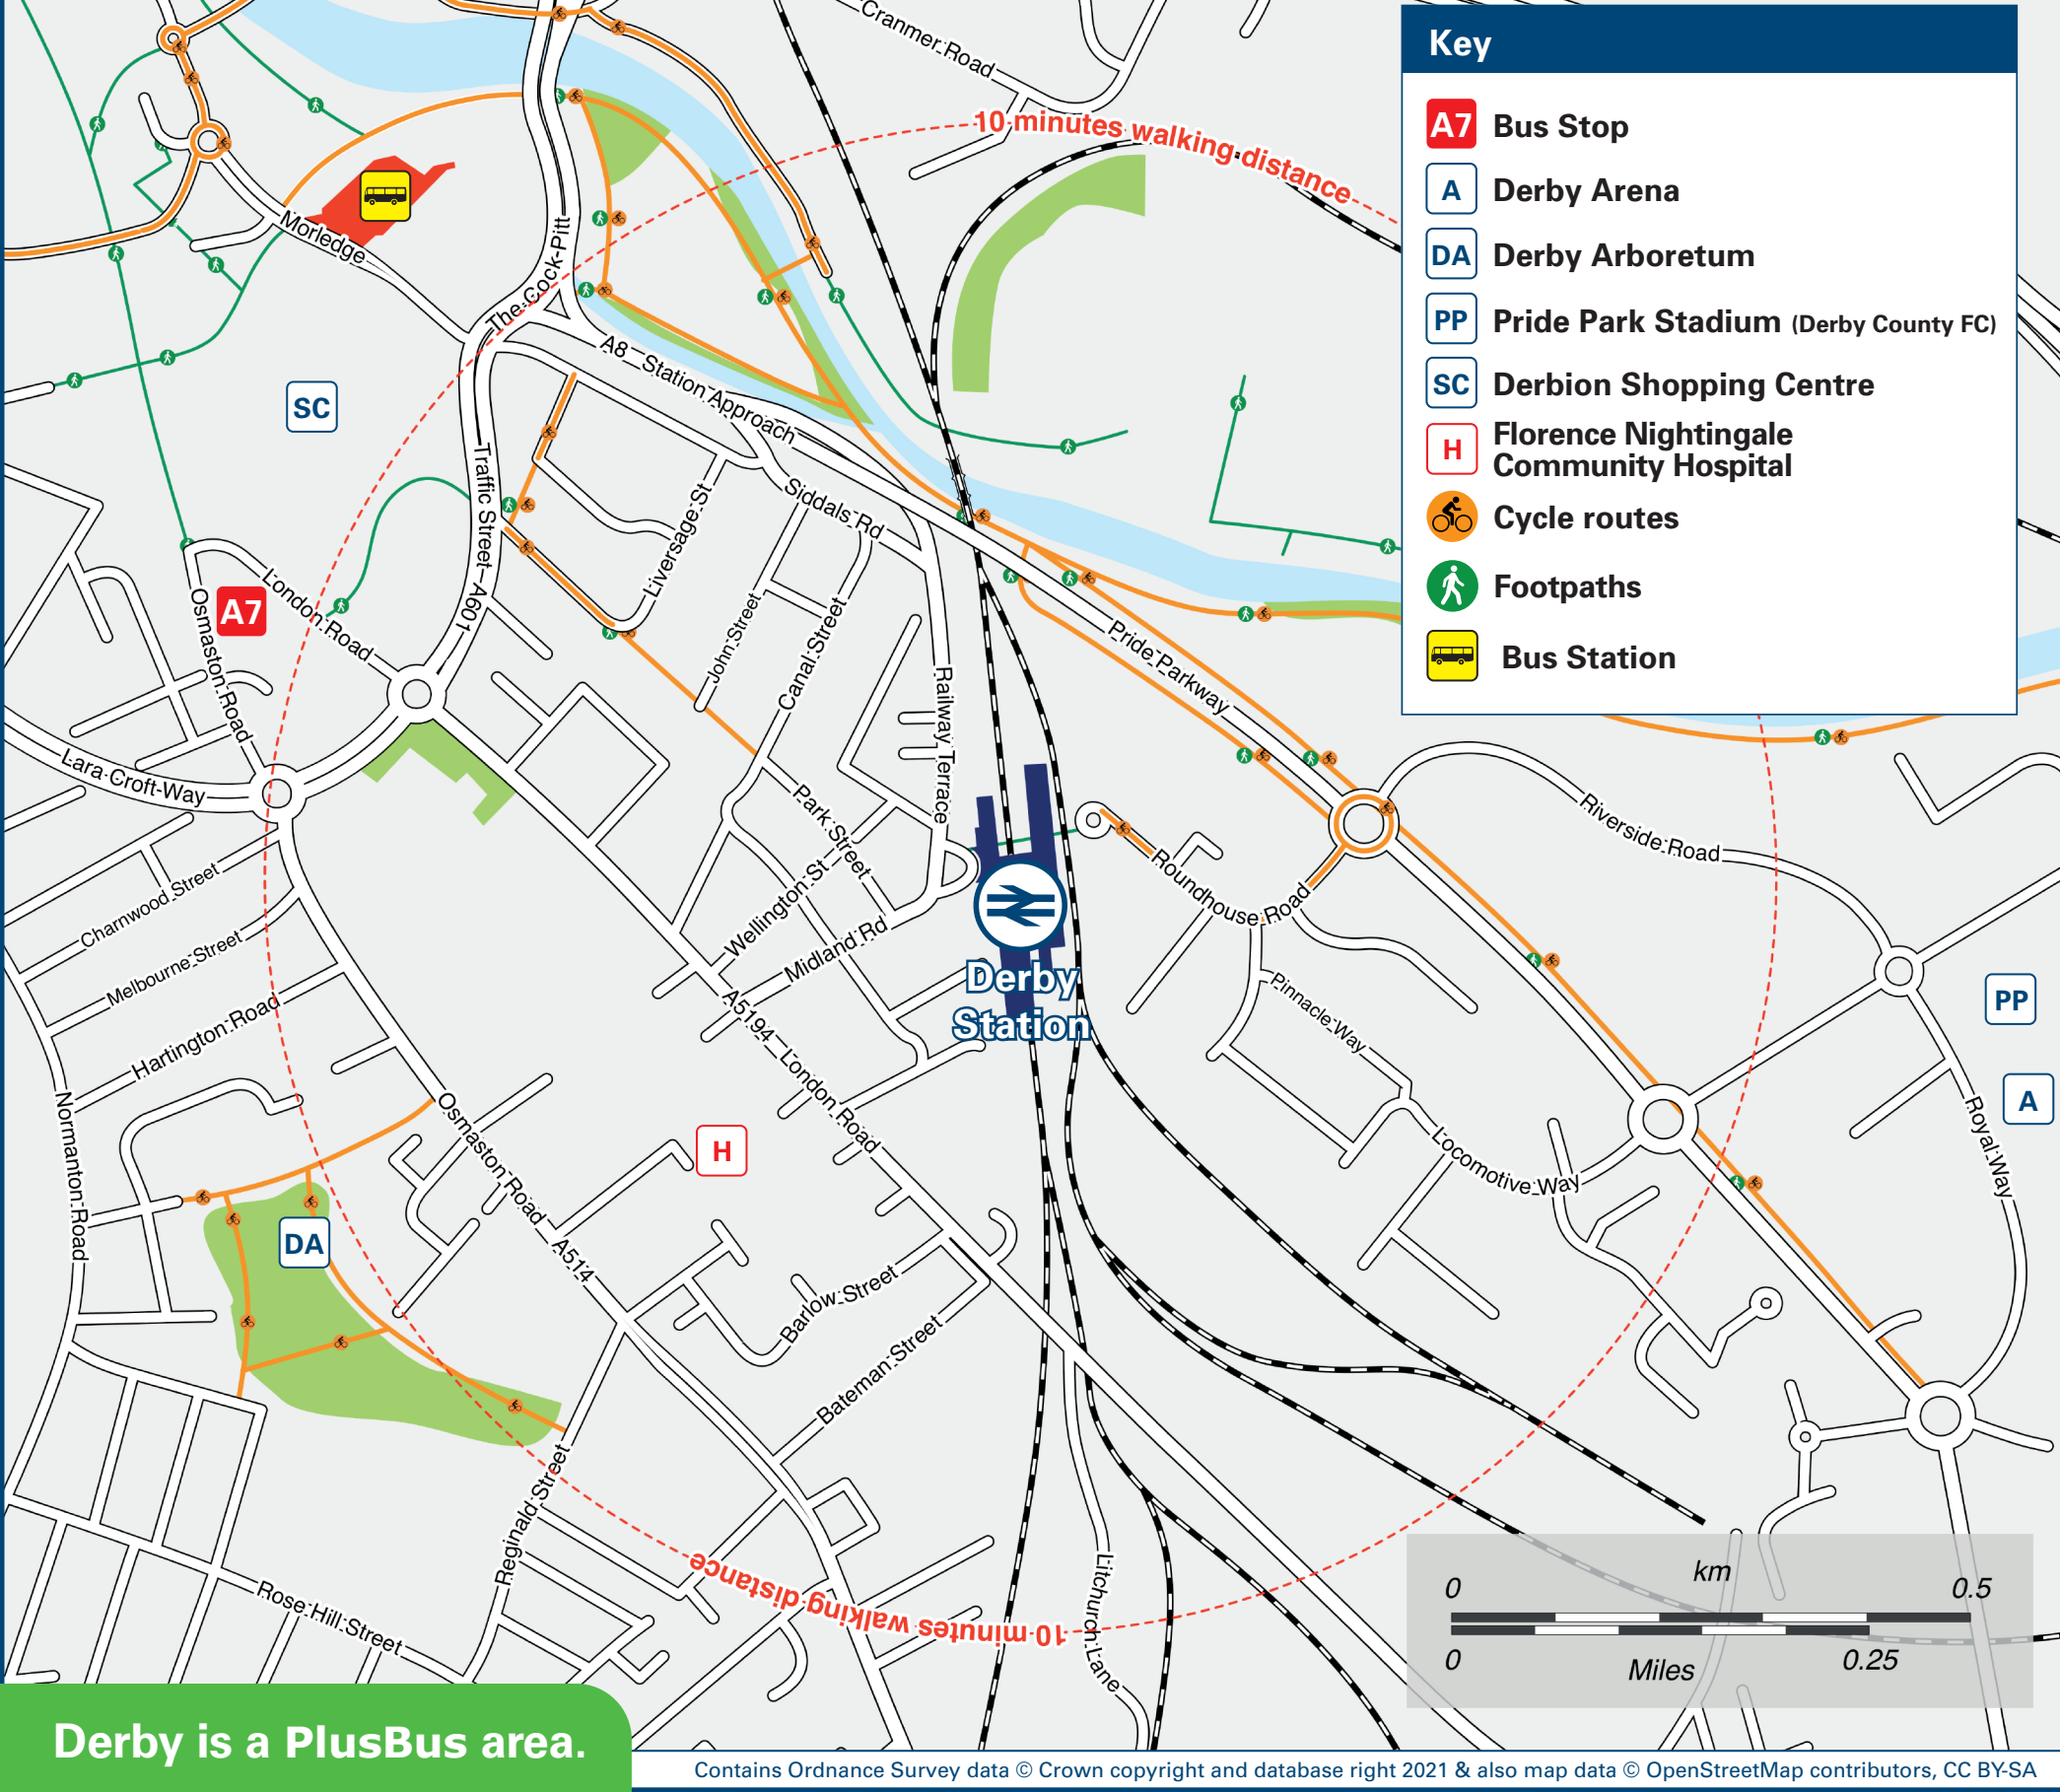 Key
A7 Bus Stop
A Derby Arena
DA Derby Arboretum
PP Pride Park Stadium (Derby County FC)
SC Derbion Shopping Centre
H Florence Nightingale
Community Hospital
Cycle routes
Footpaths
Bus Station
Cranmer Road
10 minutes walking distance
Morledge
The Cock-Pitt
A8 Station Approach
SC
Traffic Street A601
Siddals Rd
Liversage St
A7
London Road
Osmaston Road
John Street
Canal Street
Railway Terrace
Pride Parkway
Lara Croft Way
Park Street
Riverside Road
Roundhouse Road
Charnwood Street
Wellington St
Midland Rd
Melbourne Street
Hartington Road
Derby
Station
Pinnacle Way
PP
A
A5194 London Road
Normanton Road
Osmaston Road A514
H
Locomotive Way
Royal Way
DA
Barlow Street
Bateman Street
Reginald Street
10 minutes walking distance
Litchurch Lane
Rose Hill Street
km
0 0.5
0 Miles 0.25
Derby is a PlusBus area.
Contains Ordnance Survey data © Crown copyright and database right 2021 & also map data © OpenStreetMap contributors, CC BY-SA